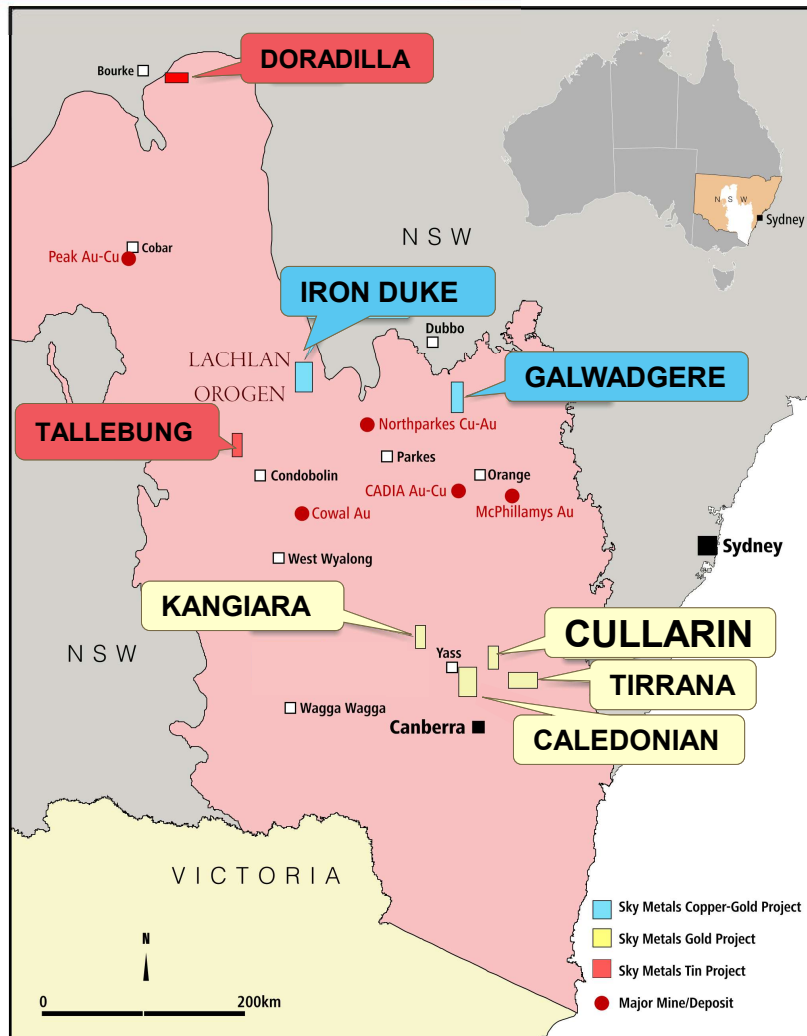 DORADILLA
Bourke
N S W
Sydney
Cobar
Peak Au-Cu
NSW
IRON DUKE
Dubbo
LACHLAN
OROGEN
GALWADGERE
TALLEBUNG
Northparkes Cu-Au
Parkes
Condobolin
Orange
CADIA Au-Cu
McPhillamys Au
Cowal Au
Sydney
West Wyalong
KANGIARA
CULLARIN
NSW
Yass
TIRRANA
Wagga Wagga
Canberra
CALEDONIAN
VICTORIA
Sky Metals Copper-Gold Project
Sky Metals Gold Project
Sky Metals Tin Project
Major Mine/Deposit
N
0 200km